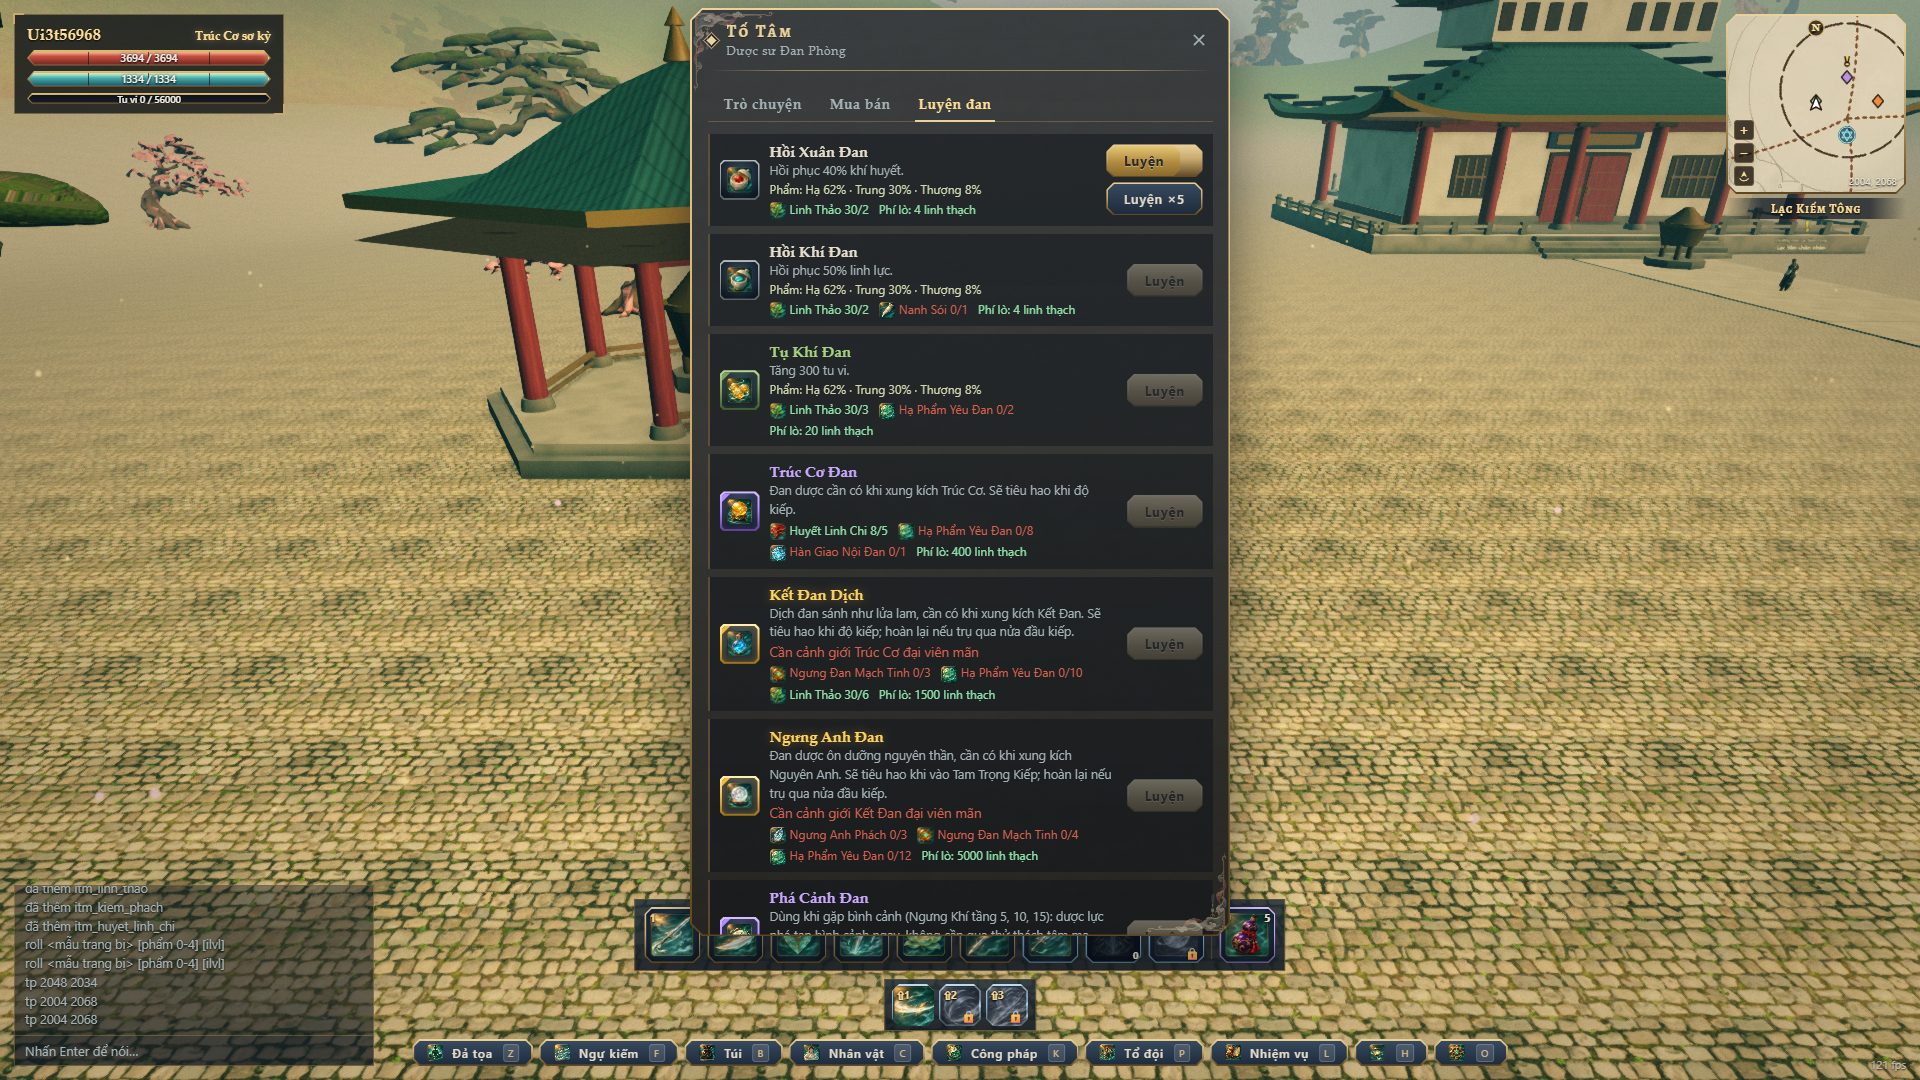 Ui3t56968
Trúc Cơ sơ kỳ
3694 / 3694
1334 / 1334
Tu vi 0 / 56000
Tố Tâm
Dược sư Đan Phòng
Trò chuyện
Mua bán
Luyện đan
Hồi Xuân Đan
Hồi phục 40% khí huyết.
Phẩm: Hạ 62% · Trung 30% · Thượng 8%
Linh Thảo 30/2 Phí lò: 4 linh thạch
Luyện
Luyện ×5
Hồi Khí Đan
Hồi phục 50% linh lực.
Phẩm: Hạ 62% · Trung 30% · Thượng 8%
Linh Thảo 30/2 Nanh Sói 0/1 Phí lò: 4 linh thạch
Luyện
Tụ Khí Đan
Tăng 300 tu vi.
Phẩm: Hạ 62% · Trung 30% · Thượng 8%
Linh Thảo 30/3 Hạ Phẩm Yêu Đan 0/2
Phí lò: 20 linh thạch
Luyện
Trúc Cơ Đan
Đan dược cần có khi xung kích Trúc Cơ. Sẽ tiêu hao khi độ
kiếp.
Huyết Linh Chi 8/5 Hạ Phẩm Yêu Đan 0/8
Hàn Giao Nội Đan 0/1 Phí lò: 400 linh thạch
Luyện
Kết Đan Dịch
Dịch đan sánh như lửa lam, cần có khi xung kích Kết Đan. Sẽ
tiêu hao khi độ kiếp; hoàn lại nếu trụ qua nửa đầu kiếp.
Cần cảnh giới Trúc Cơ đại viên mãn
Ngưng Đan Mạch Tinh 0/3 Hạ Phẩm Yêu Đan 0/10
Linh Thảo 30/6 Phí lò: 1500 linh thạch
Luyện
Ngưng Anh Đan
Đan dược ôn dưỡng nguyên thần, cần có khi xung kích
Nguyên Anh. Sẽ tiêu hao khi vào Tam Trọng Kiếp; hoàn lại nếu
trụ qua nửa đầu kiếp.
Cần cảnh giới Kết Đan đại viên mãn
Ngưng Anh Phách 0/3 Ngưng Đan Mạch Tinh 0/4
Hạ Phẩm Yêu Đan 0/12 Phí lò: 5000 linh thạch
Luyện
Phá Cảnh Đan
Dùng khi gặp bình cảnh (Ngưng Khí tầng 5, 10, 15): dược lực
N
2004, 2068
Lạc Kiếm Tông
đã thêm itm_linh_thao
đã thêm itm_kiem_phach
đã thêm itm_huyet_linh_chi
roll <mẫu trang bị> [phẩm 0-4] [ilvl]
roll <mẫu trang bị> [phẩm 0-4] [ilvl]
tp 2048 2034
tp 2004 2068
tp 2004 2068
Nhấn Enter để nói...
1
0
5
⇧1
⇧2
⇧3
Đả tọa Z
Ngự kiếm F
Túi B
Nhân vật C
Công pháp K
Tổ đội P
Nhiệm vụ L
H
O
121 fps